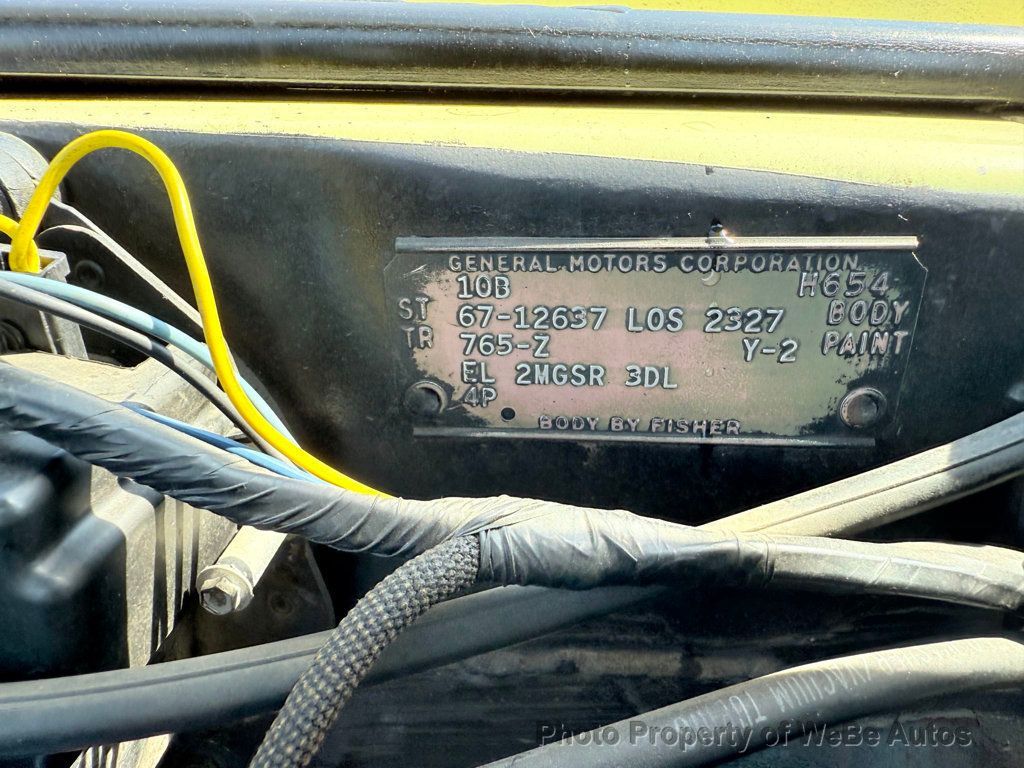 GENERAL MOTORS CORPORATION
10B H654
ST 67-12637 LOS 2327 BODY
TR 765-Z Y-2 PAINT
EL 2MGSR 3DL
4P
BODY BY FISHER
VACUUM
Photo Property of WeBe Autos